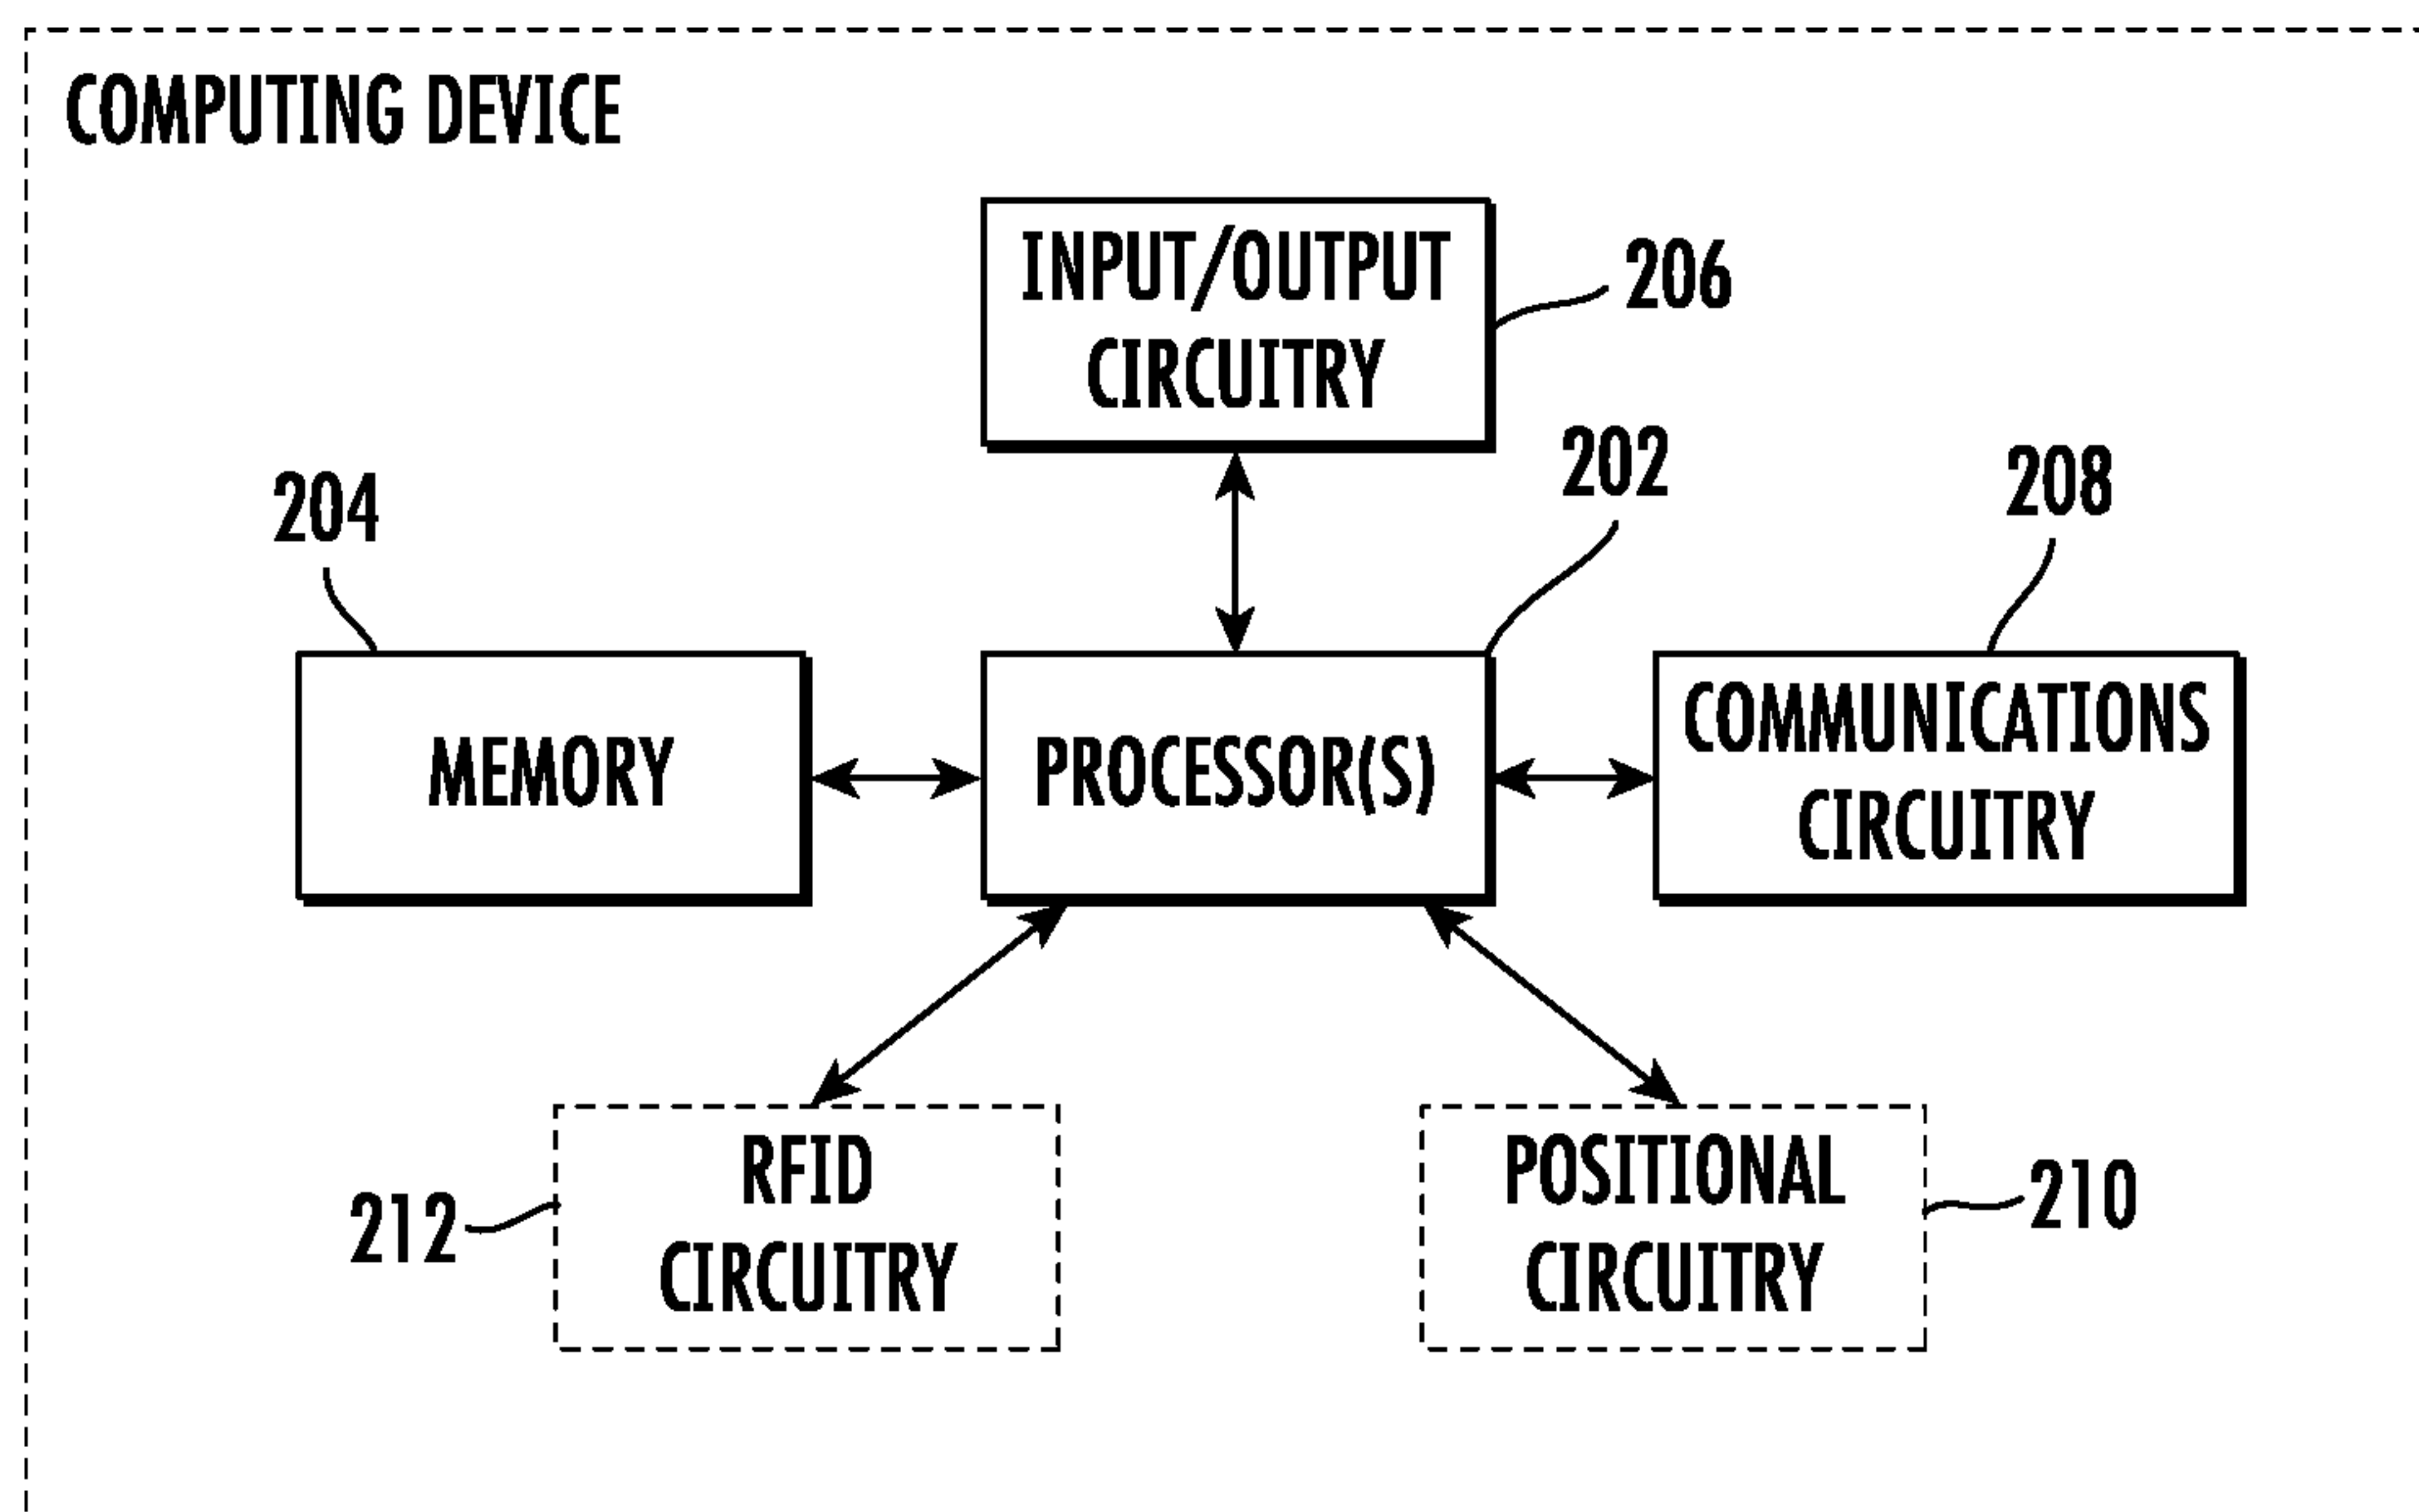 COMPUTING DEVICE
INPUT/OUTPUT
CIRCUITRY
206
202
208
204
MEMORY
PROCESSOR(S)
COMMUNICATIONS
CIRCUITRY
RFID
CIRCUITRY
212
POSITIONAL
CIRCUITRY
210